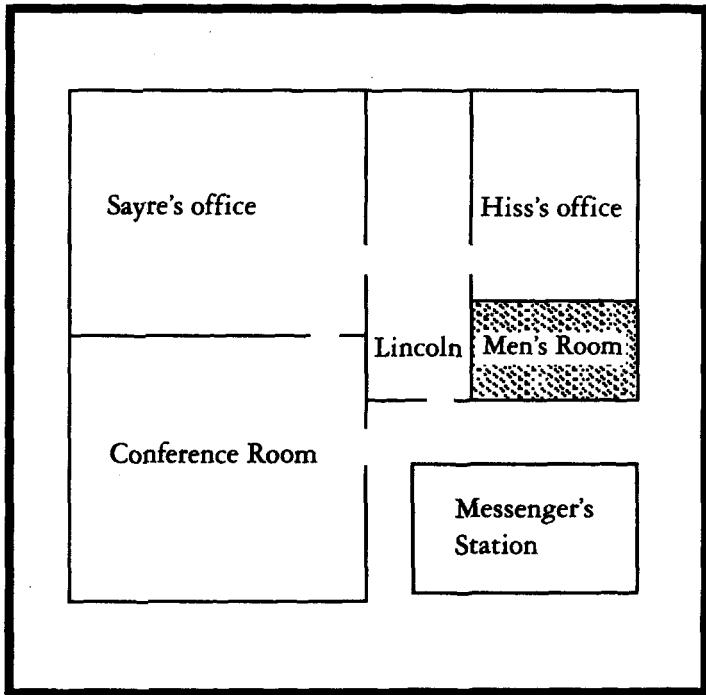 Sayre's office
Hiss's office
Lincoln
Men's Room
Conference Room
Messenger's
Station